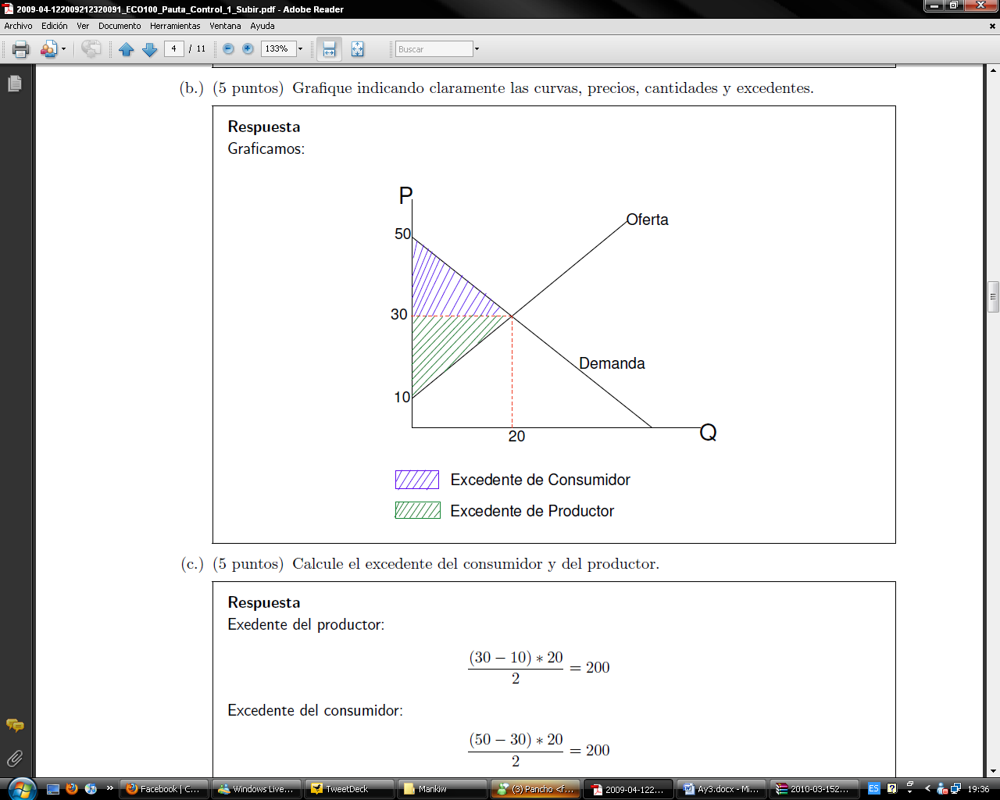 2009-04-122009212320091_ECO100_Pauta_Control_1_Subir.pdf - Adobe Reader
Archivo Edición Ver Documento Herramientas Ventana Ayuda
4 / 11 133% Buscar
(b.) (5 puntos) Grafique indicando claramente las curvas, precios, cantidades y excedentes.
Respuesta
Graficamos:
P
50
Oferta
30
Demanda
10
20
Q
Excedente de Consumidor
Excedente de Productor
(c.) (5 puntos) Calcule el excedente del consumidor y del productor.
Respuesta
Exedente del productor:
(30 − 10) ∗ 20
2
= 200
Excedente del consumidor:
(50 − 30) ∗ 20
2
= 200
Facebook | C... Windows Live... TweetDeck Mankiw (3) Pancho <f... 2009-04-122... Ay3.docx - Mi... 2010-03-152... ES 19:36